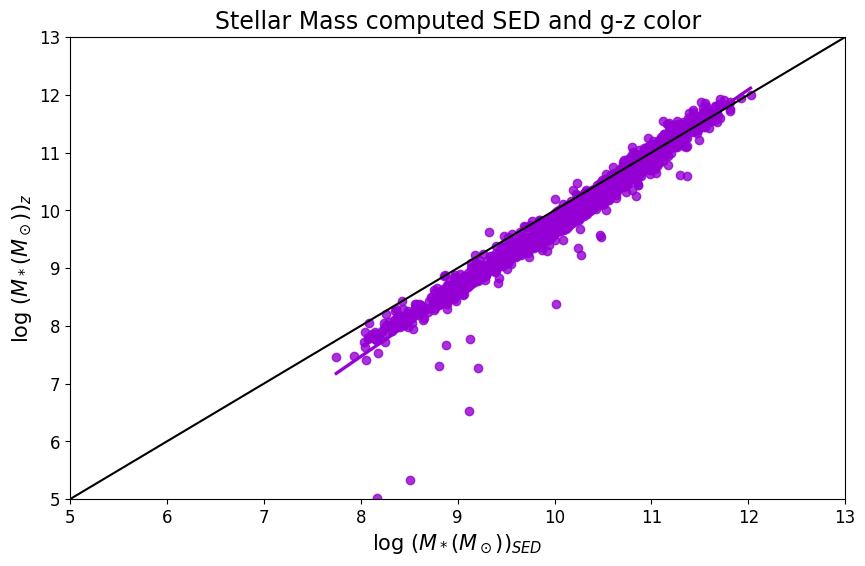 Stellar Mass computed SED and g-z color
13
12
11
10
9
8
7
6
5
log (M*(M⊙))Z
5 6 7 8 9 10 11 12 13
log (M*(M⊙))SED